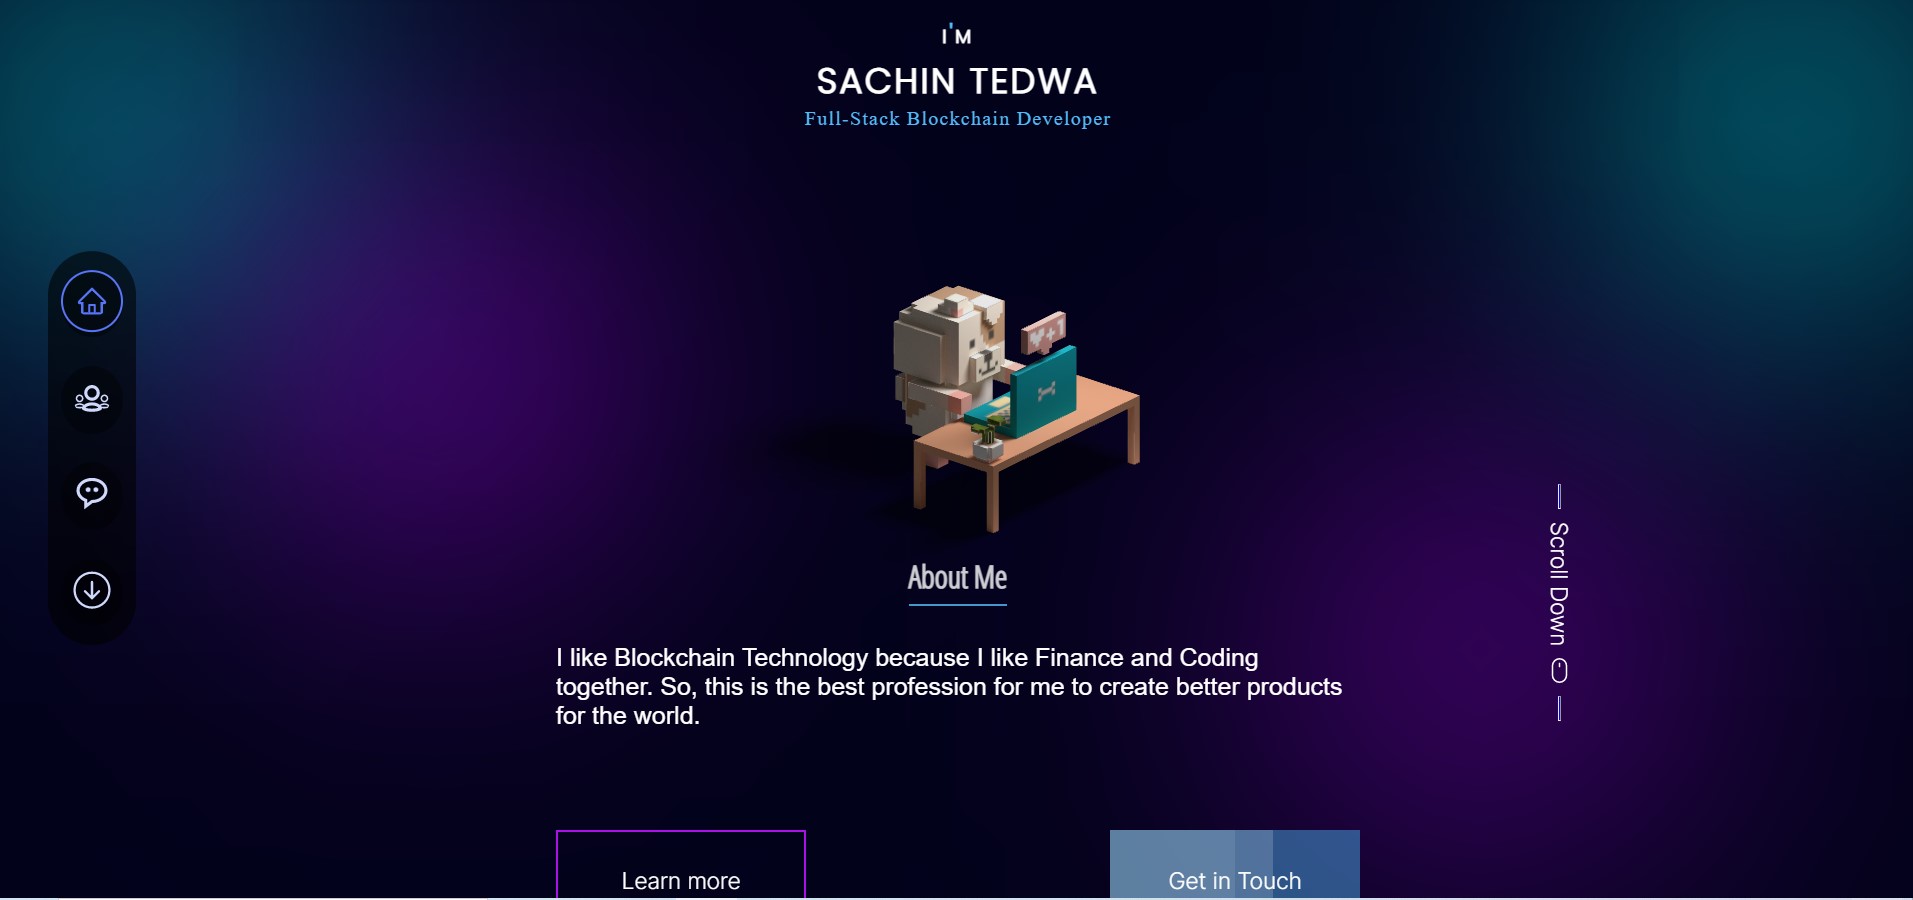 I'M
SACHIN TEDWA
Full-Stack Blockchain Developer
+1
About Me
I like Blockchain Technology because I like Finance and Coding
together. So, this is the best profession for me to create better products
for the world.
Scroll Down
Learn more
Get in Touch